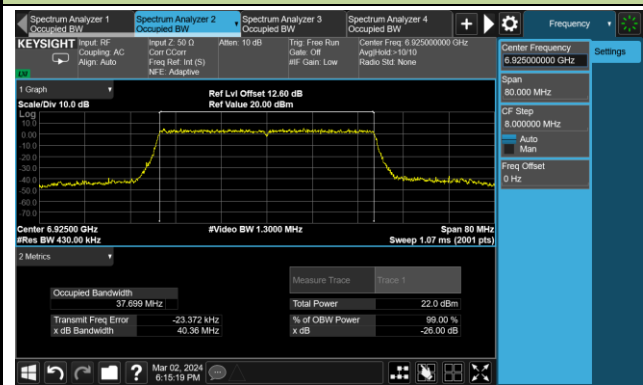 Spectrum Analyzer 1
Occupied BW
Spectrum Analyzer 2
Occupied BW
Spectrum Analyzer 3
Occupied BW
Spectrum Analyzer 4
Occupied BW
Frequency
KEYSIGHT
Input: RF
Coupling: AC
Align: Auto
Input Z: 50 Ω
Corr CCorr
Freq Ref: Int (S)
NFE: Adaptive
Atten: 10 dB
Trig: Free Run
Gate: Off
#IF Gain: Low
Center Freq: 6.925000000 GHz
Avg|Hold:>10/10
Radio Std: None
Center Frequency
6.925000000 GHz
Settings
Span
80.000 MHz
CF Step
8.000000 MHz
Auto
Man
Freq Offset
0 Hz
1 Graph
Scale/Div 10.0 dB
Ref Lvl Offset 12.60 dB
Ref Value 20.00 dBm
Log
10.0
0.00
-10.0
-20.0
-30.0
-40.0
-50.0
-60.0
-70.0
Center 6.92500 GHz
#Res BW 430.00 kHz
#Video BW 1.3000 MHz
Span 80 MHz
Sweep 1.07 ms (2001 pts)
2 Metrics
Measure Trace
Trace 1
Occupied Bandwidth
37.699 MHz
Total Power
22.0 dBm
Transmit Freq Error
-23.372 kHz
% of OBW Power
99.00 %
x dB Bandwidth
40.36 MHz
x dB
-26.00 dB
Mar 02, 2024
6:15:19 PM